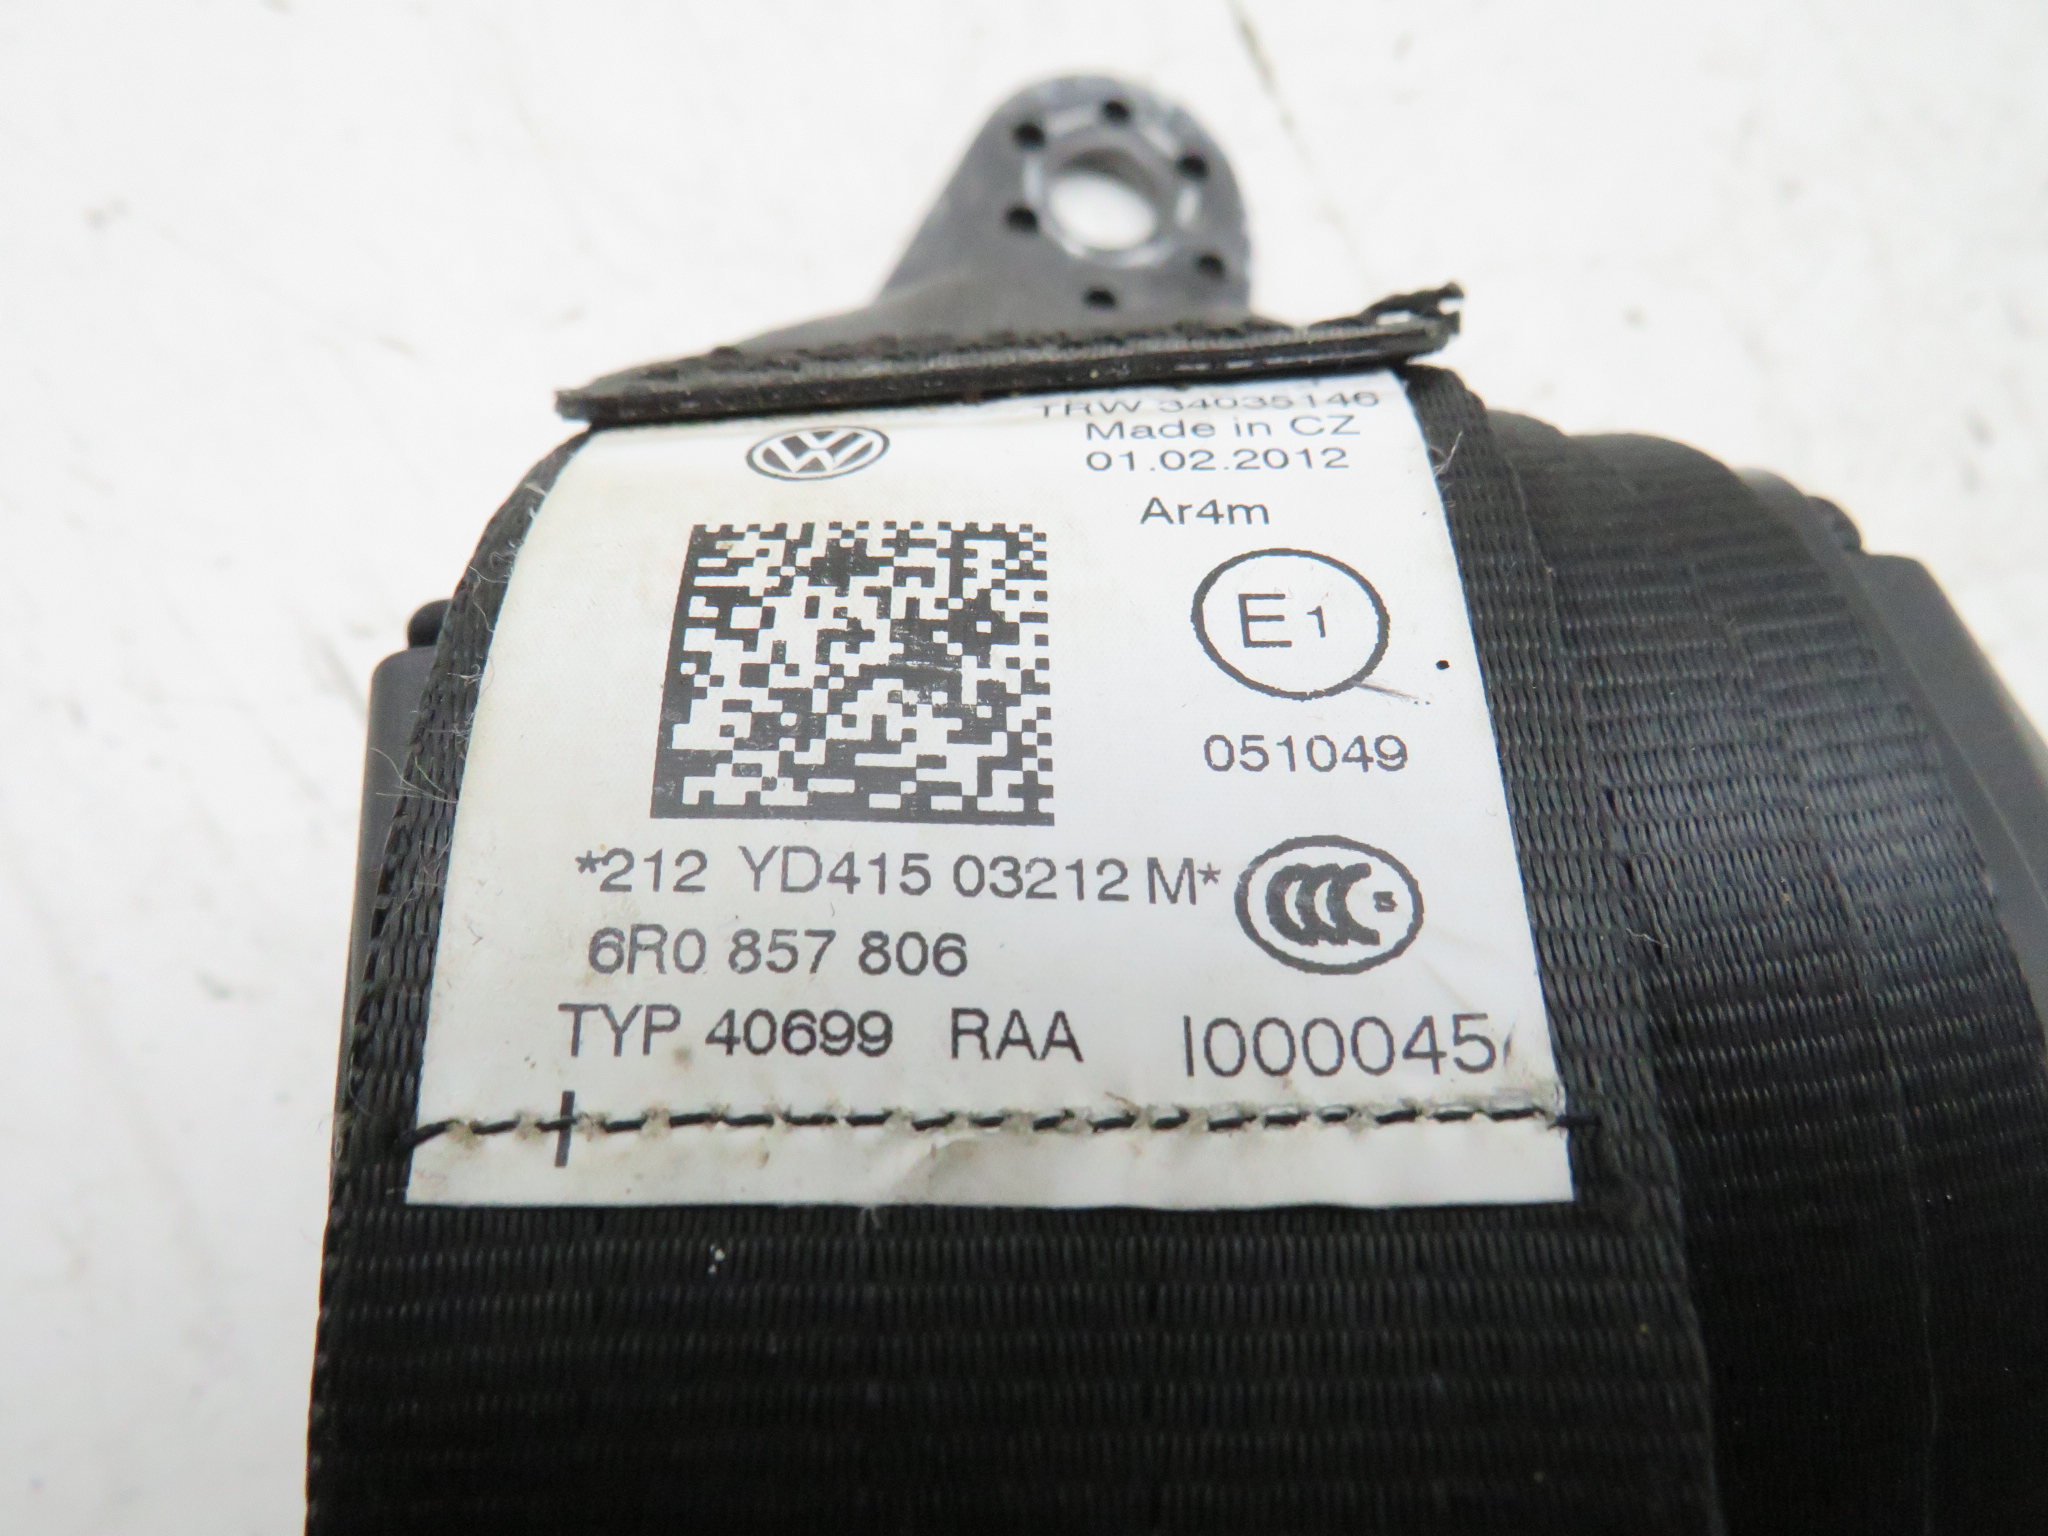 TRW 34035146
Made in CZ
01.02.2012
Ar4m
E1
051049
*212 YD415 03212 M*
6R0 857 806
TYP 40699 RAA I000045